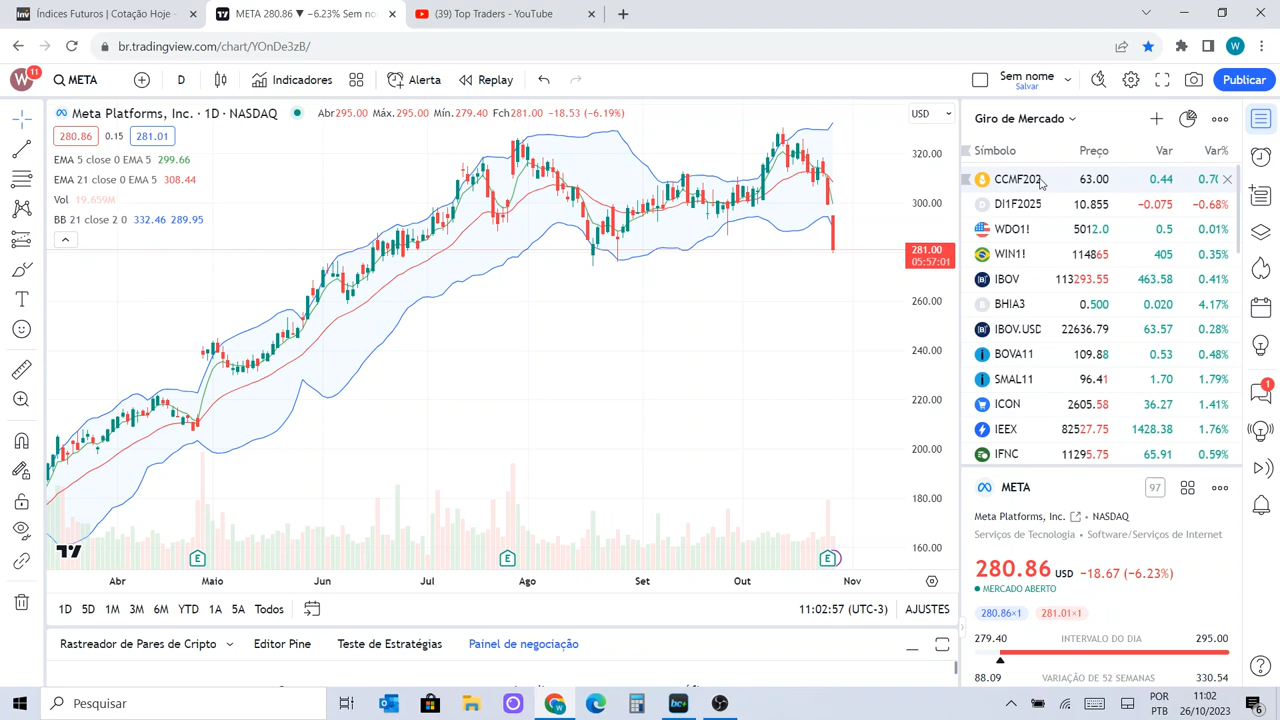 Índices Futuros | Cotação Hoje -
META 280.86 ▼ −6.23% Sem no
(39) Top Traders - YouTube
br.tradingview.com/chart/YOnDe3zB/
W
W
11
META
D
Indicadores
Alerta
Replay
Sem nome
Salvar
Publicar
Meta Platforms, Inc. · 1D · NASDAQ
Abr295.00 Máx.295.00 Mín.279.40 Fch281.00 −18.53 (−6.19%)
USD
280.86 0.15 281.01
EMA 5 close 0 EMA 5 299.66
EMA 21 close 0 EMA 5 308.44
Vol 19.659M
BB 21 close 2 0 332.46 289.95
320.00
300.00
281.00
05:57:01
260.00
240.00
220.00
200.00
180.00
160.00
E
E
E
Abr
Maio
Jun
Jul
Ago
Set
Out
Nov
1D 5D 1M 3M 6M YTD 1A 5A Todos
11:02:57 (UTC-3)
AJUSTES
Rastreador de Pares de Cripto
Editor Pine
Teste de Estratégias
Painel de negociação
Giro de Mercado
Símbolo Preço Var Var%
CCMF202 63.00 0.44 0.70
DI1F2025 10.855 −0.075 −0.68%
WDO1! 5012.0 0.5 0.01%
WIN1! 114865 405 0.35%
IBOV 113293.55 463.58 0.41%
BHIA3 0.500 0.020 4.17%
IBOV.USD 22636.79 63.57 0.28%
BOVA11 109.88 0.53 0.48%
SMAL11 96.41 1.70 1.79%
ICON 2605.58 36.27 1.41%
IEEX 82527.75 1428.38 1.76%
IFNC 11295.75 65.91 0.59%
META
97
Meta Platforms, Inc. • NASDAQ
Serviços de Tecnologia • Software/Serviços de Internet
280.86 USD −18.67 (−6.23%)
MERCADO ABERTO
280.86×1 281.01×1
279.40 INTERVALO DO DIA 295.00
88.09 VARIAÇÃO DE 52 SEMANAS 330.54
1
Pesquisar
POR
PTB
11:02
26/10/2023
6